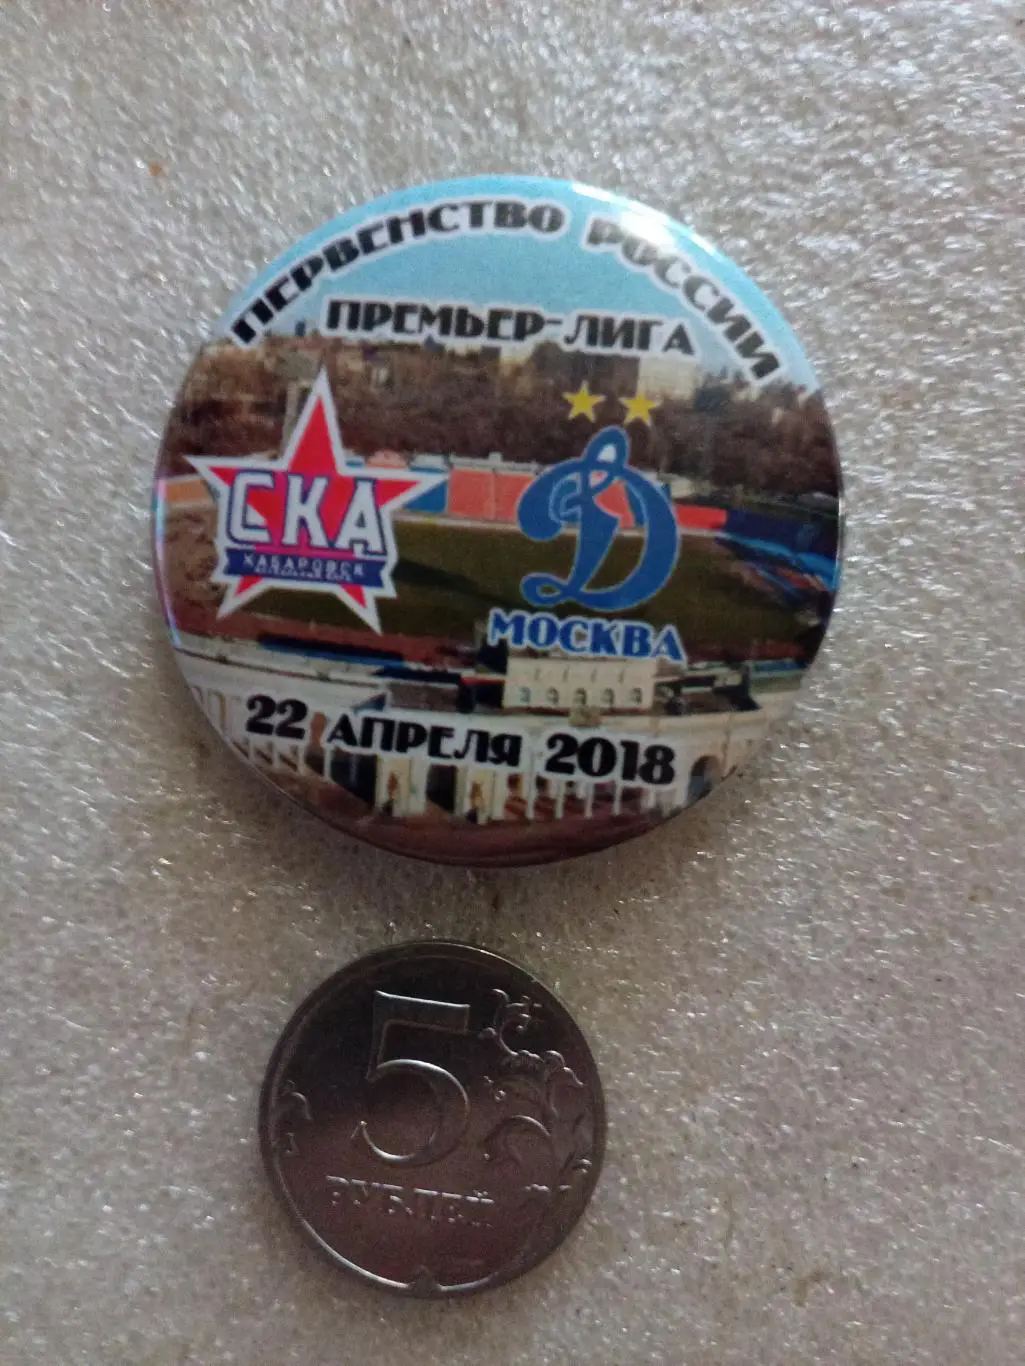 ПЕРВЕНСТВО РОССИИ
ПРЕМЬЕР-ЛИГА
СКА
ХАБАРОВСК
Д
МОСКВА
22 АПРЕЛЯ 2018
5
РУБЛЕЙ